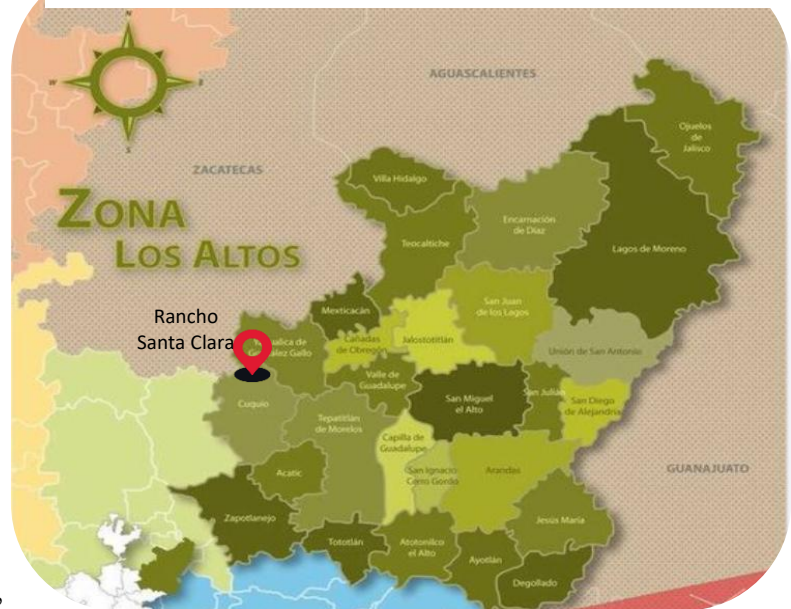 N
W
E
S
AGUASCALIENTES
ZACATECAS
ZONA
LOS ALTOS
Ojuelos
de
Jalisco
Villa Hidalgo
Encarnación
de Díaz
Teocaltiche
Lagos de Moreno
San Juan
de los Lagos
Mexticacán
Rancho
Santa Clara
de
Gallo
Cañadas
de Obregón
Jalostotitlán
Unión de San Antonio
Valle de
Guadalupe
San Miguel
el Alto
San Julián
San Diego
de Alejandría
Cuquio
Tepatitlán
de Morelos
Capilla de
Guadalupe
Acatic
San Ignacio
Cerro Gordo
Arandas
GUANAJUATO
Zapotlanejo
Jesús María
Tototlán
Atotonilco
el Alto
Ayotlán
Degollado